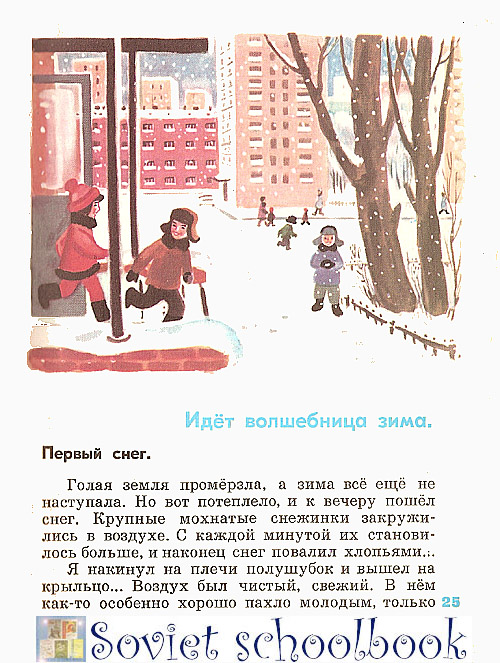 Идёт волшебница зима.
Первый снег.
Голая земля промёрзла, а зима всё ещё не
наступала. Но вот потеплело, и к вечеру пошёл
снег. Крупные мохнатые снежинки закружи-
лись в воздухе. С каждой минутой их станови-
лось больше, и наконец снег повалил хлопьями...
Я накинул на плечи полушубок и вышел на
крыльцо... Воздух был чистый, свежий. В нём
как-то особенно хорошо пахло молодым, только 25
Soviet schoolbook